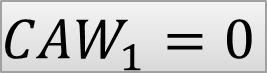 CAW₁ = 0